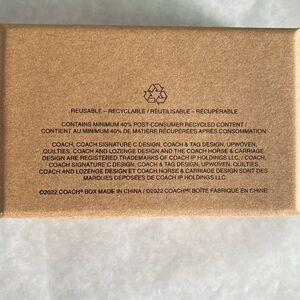 REUSABLE – RECYCLABLE / RÉUTILISABLE – RÉCUPÉRABLE
CONTAINS MINIMUM 40% POST-CONSUMER RECYCLED CONTENT /
CONTIENT AU MINIMUM 40% DE MATIÈRE RÉCUPÉRÉES APRÈS CONSOMMATION
COACH, COACH SIGNATURE C DESIGN, COACH & TAG DESIGN, UPWOVEN,
QUILTIES, COACH AND LOZENGE DESIGN AND THE COACH HORSE & CARRIAGE
DESIGN ARE REGISTERED TRADEMARKS OF COACH IP HOLDINGS LLC. / COACH,
COACH SIGNATURE C DESIGN, COACH & TAG DESIGN, UPWOVEN, QUILTIES,
COACH AND LOZENGE DESIGN ET COACH HORSE & CARRIAGE DESIGN SONT DES
MARQUES DÉPOSÉES DE COACH IP HOLDINGS LLC.
©2022 COACH® BOX MADE IN CHINA / ©2022 COACH® BOÎTE FABRIQUÉ EN CHINE